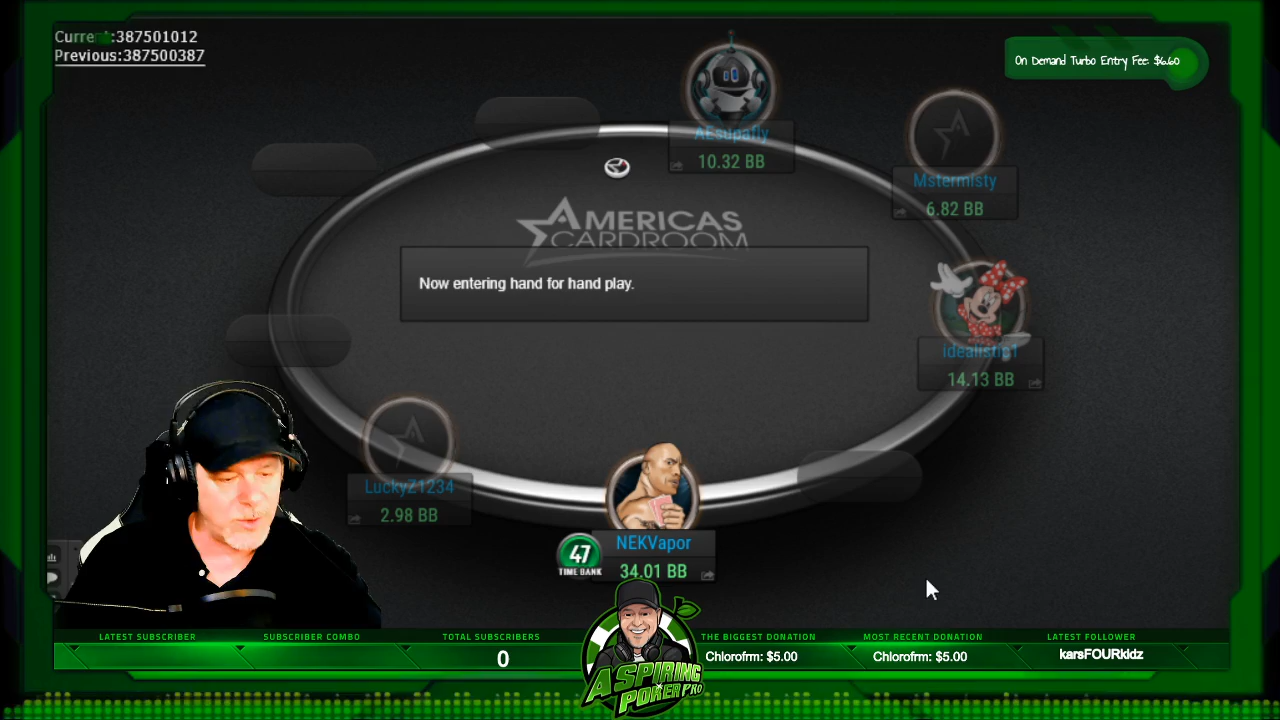 Current:387501012
Previous:387500387
On Demand Turbo Entry Fee: $6.60
AEsupafly
10.32 BB
Mstermisty
6.82 BB
AMERICAS
CARDROOM
Now entering hand for hand play.
idealistic1
14.13 BB
LuckyZ1234
2.98 BB
47
TIME BANK
NEKVapor
34.01 BB
LATEST SUBSCRIBER
SUBSCRIBER COMBO
TOTAL SUBSCRIBERS
0
THE BIGGEST DONATION
Chlorofrm: $5.00
MOST RECENT DONATION
Chlorofrm: $5.00
LATEST FOLLOWER
karsFOURkidz
ASPIRING
POKER PRO